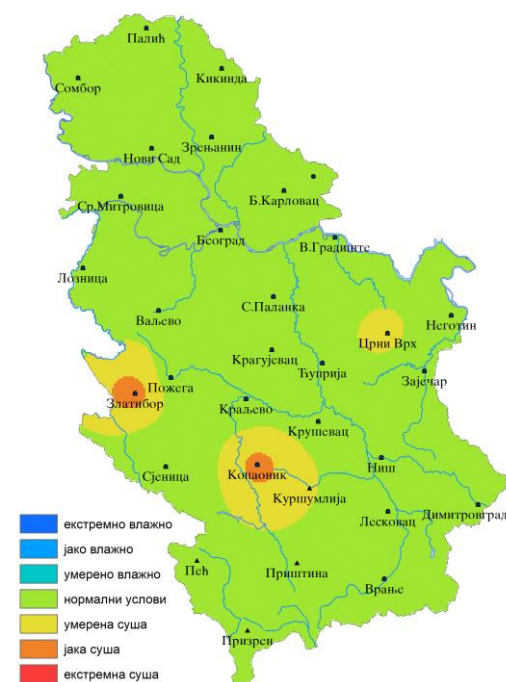 Палић
Кикинда
Сомбор
Зрењанин
Нови Сад
Б.Карловац
Ср.Митровица
Београд
В.Градиште
Лозница
С.Паланка
Ваљево
Неготин
Црни Врх
Крагујевац
Ћуприја
Зајечар
Пожега
Златибор
Краљево
Крушевац
Ниш
Сјеница
Копаоник
Куршумлија
Димитровград
Лесковац
Пећ
Приштина
Врање
Призрен
екстремно влажно
јако влажно
умерено влажно
нормални услови
умерена суша
јака суша
екстремна суша